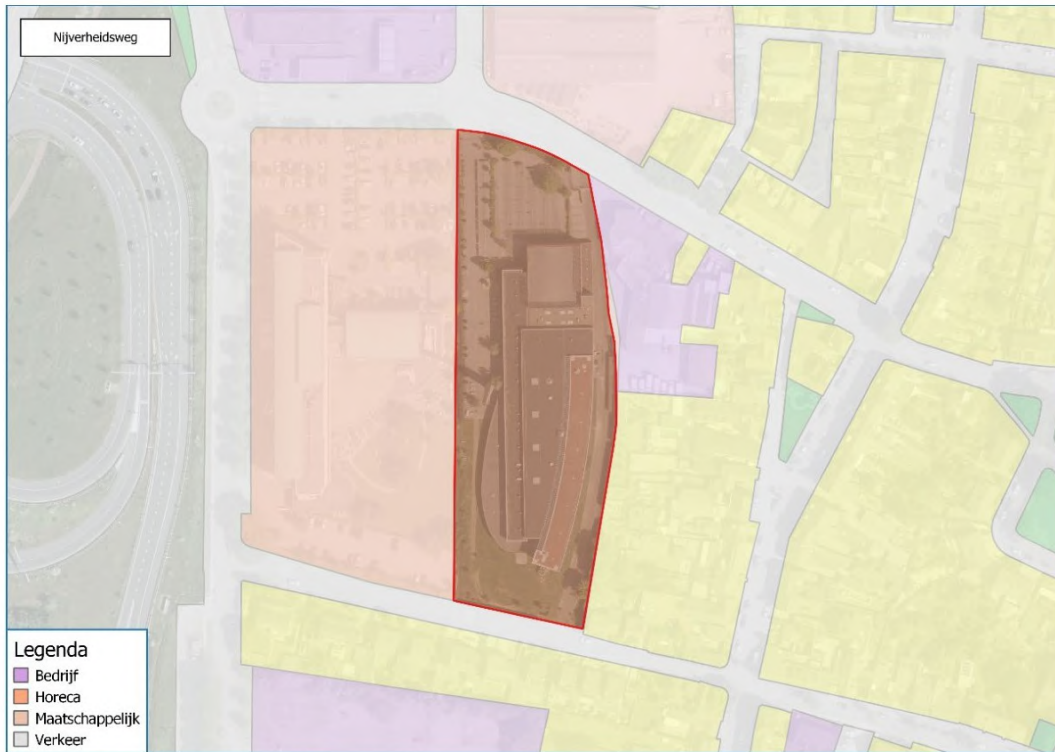 Nijverheidsweg
Legenda
Bedrijf
Horeca
Maatschappelijk
Verkeer